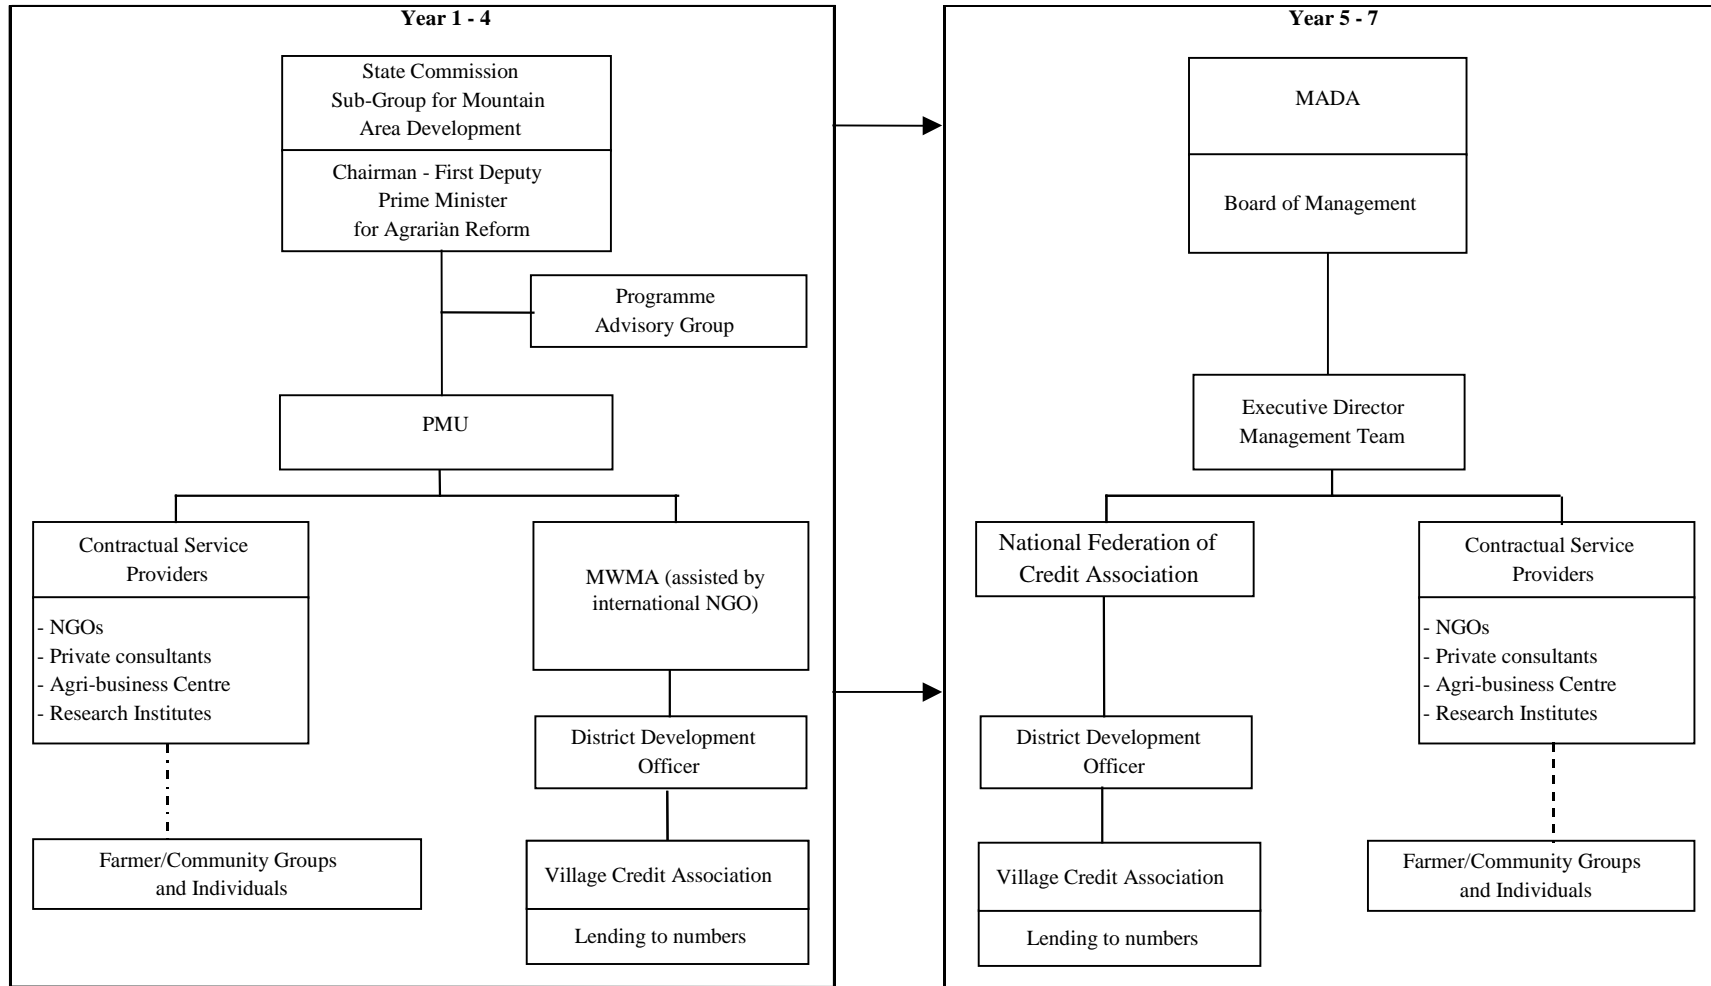 Year 1 - 4
State Commission
Sub-Group for Mountain
Area Development
Chairman - First Deputy
Prime Minister
for Agrarian Reform
Programme
Advisory Group
PMU
Contractual Service
Providers
- NGOs
- Private consultants
- Agri-business Centre
- Research Institutes
MWMA (assisted by
international NGO)
District Development
Officer
Farmer/Community Groups
and Individuals
Village Credit Association
Lending to numbers
Year 5 - 7
MADA
Board of Management
Executive Director
Management Team
National Federation of
Credit Association
Contractual Service
Providers
- NGOs
- Private consultants
- Agri-business Centre
- Research Institutes
District Development
Officer
Village Credit Association
Lending to numbers
Farmer/Community Groups
and Individuals